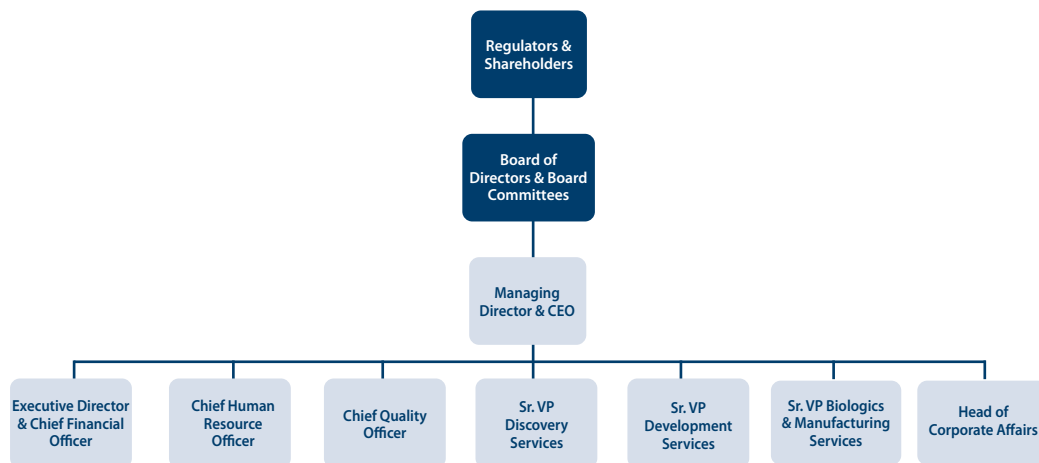 Regulators &
Shareholders
Board of
Directors & Board
Committees
Managing
Director & CEO
Executive Director
& Chief Financial
Officer
Chief Human
Resource
Officer
Chief Quality
Officer
Sr. VP
Discovery
Services
Sr. VP
Development
Services
Sr. VP Biologics
& Manufacturing
Services
Head of
Corporate Affairs